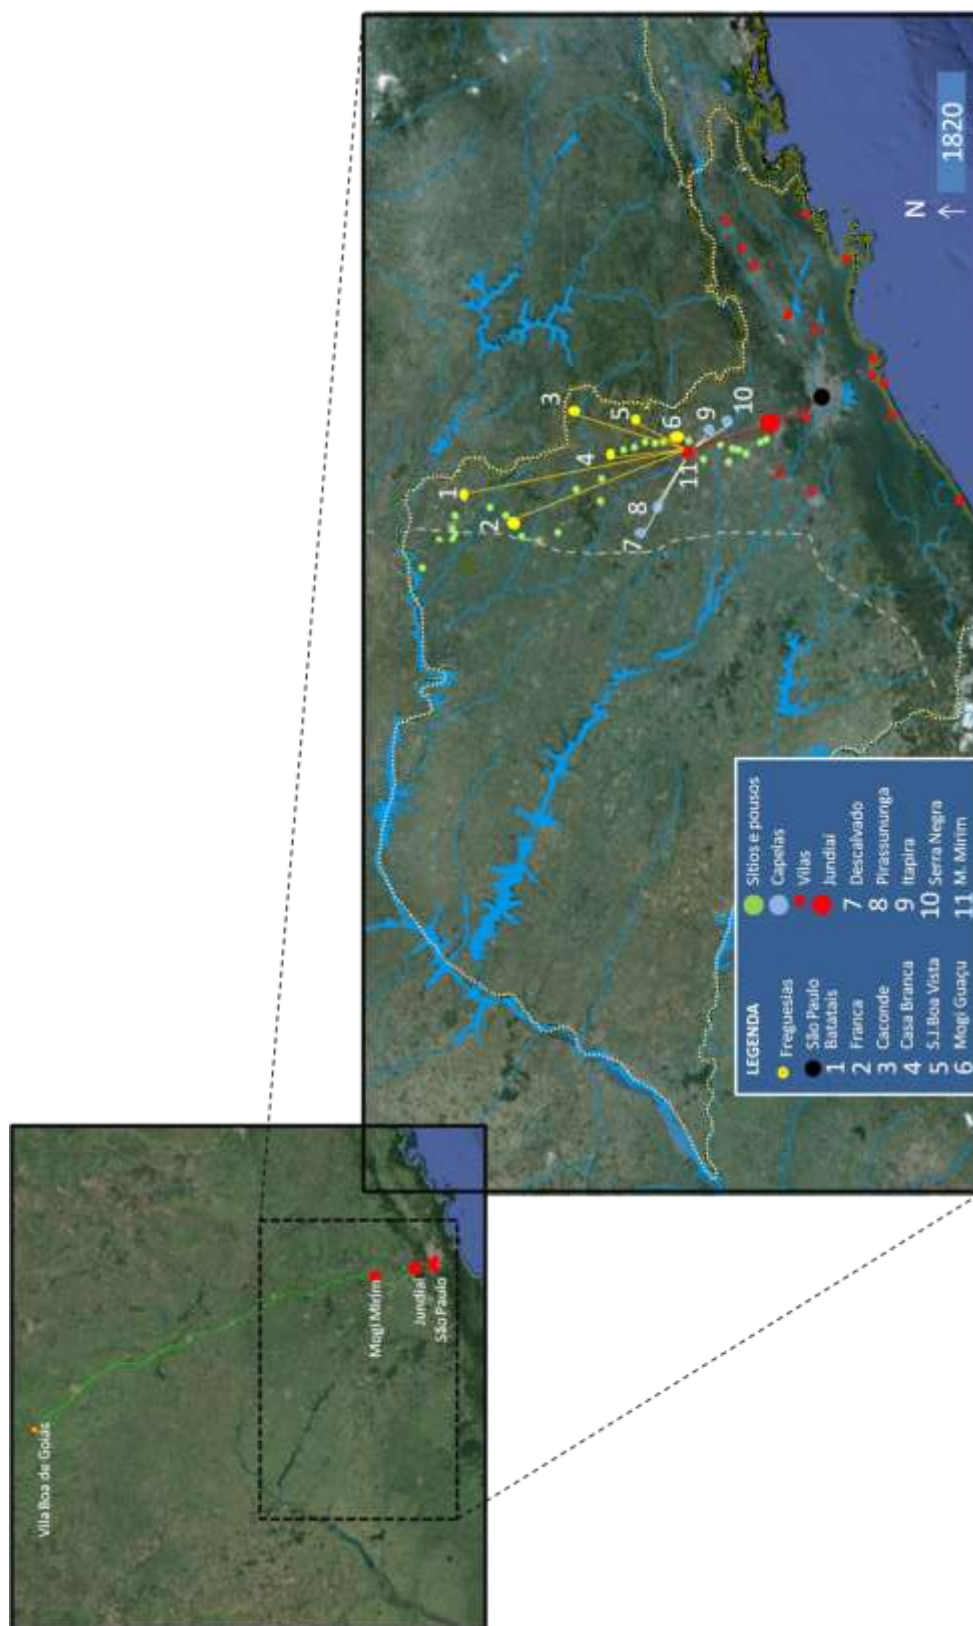 Vila Boa de Goiás
Mogi Mirim
Jundiaí
São Paulo
1
2
3
4
5
6
7
8
9
10
11
N
1820
LEGENDA
Freguesias
São Paulo
1 Batatais
2 Franca
3 Caconde
4 Casa Branca
5 S.J.Boa Vista
6 Mogi Guaçu
Sítios e pousos
Capelas
Vilas
Jundiaí
7 Descalvado
8 Pirassununga
9 Itapira
10 Serra Negra
11 M. Mirim